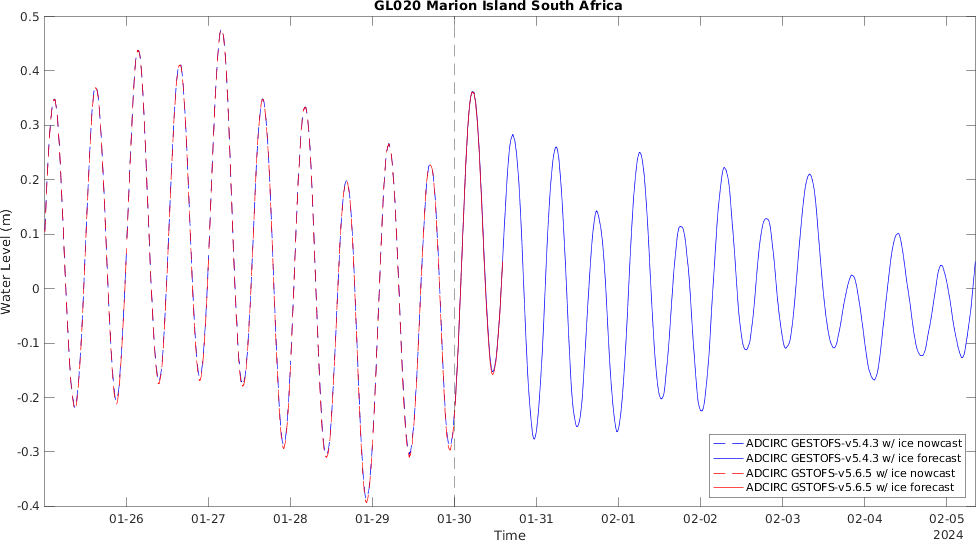 GL020 Marion Island South Africa
0.5
0.4
0.3
0.2
0.1
0
-0.1
-0.2
-0.3
-0.4
Water Level (m)
ADCIRC GESTOFS-v5.4.3 w/ ice nowcast
ADCIRC GESTOFS-v5.4.3 w/ ice forecast
ADCIRC GSTOFS-v5.6.5 w/ ice nowcast
ADCIRC GSTOFS-v5.6.5 w/ ice forecast
01-26 01-27 01-28 01-29 01-30 01-31 02-01 02-02 02-03 02-04 02-05
Time 2024